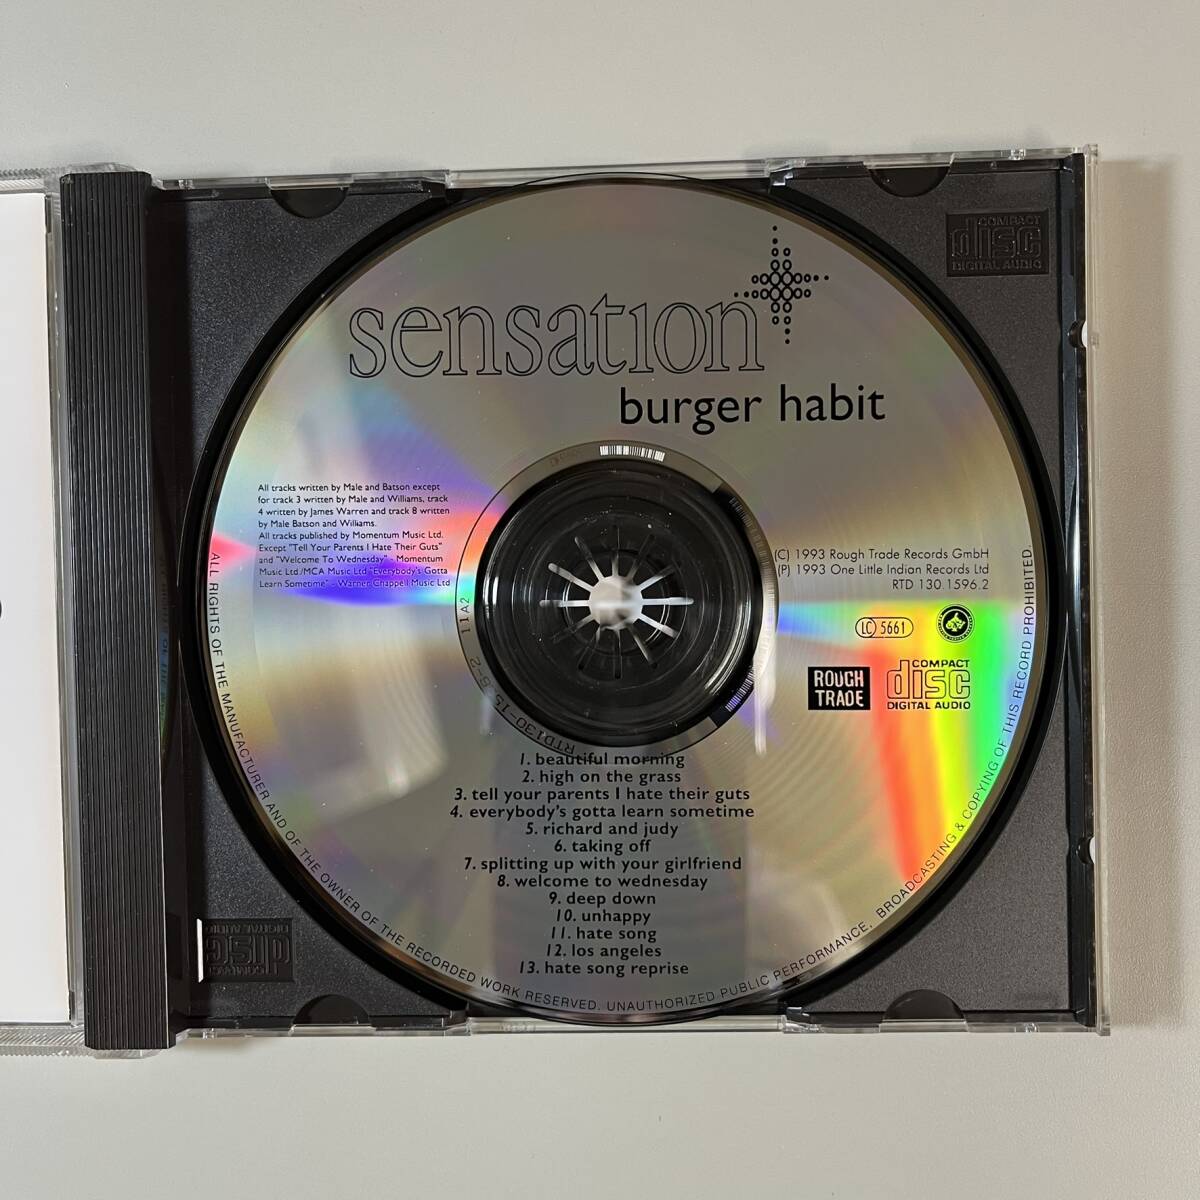 sensation
burger habit
All tracks written by Male and Batson except
for track 3 written by Male and Williams, track
4 written by James Warren and track 8 written
by Male Batson and Williams.
All tracks published by Momentum Music Ltd.
Except "Tell Your Parents I Hate Their Guts"
and "Welcome To Wednesday" - Momentum
Music Ltd./MCA Music Ltd "Everybody's Gotta
Learn Sometime" - Warner Chappel l Music Ltd
(C) 1993 Rough Trade Records GmbH
(P) 1993 One Little Indian Records Ltd
RTD 130.1596.2
LC 5661
ROUGH
TRADE
COMPACT
disc
DIGITAL AUDIO
1. beautiful morning
2. high on the grass
3. tell your parents I hate their guts
4. everybody's gotta learn sometime
5. richard and judy
6. taking off
7. splitting up with your girlfriend
8. welcome to wednesday
9. deep down
10. unhappy
11. hate song
12. los angeles
13. hate song reprise
ALL RIGHTS OF THE MANUFACTURER AND OF THE OWNER OF THE RECORDED WORK RESERVED. UNAUTHORIZED PUBLIC PERFORMANCE, BROADCASTING & COPYING OF THIS RECORD PROHIBITED.
11A2
COMPACT
disc
DIGITAL AUDIO
COMPACT
disc
DIGITAL AUDIO